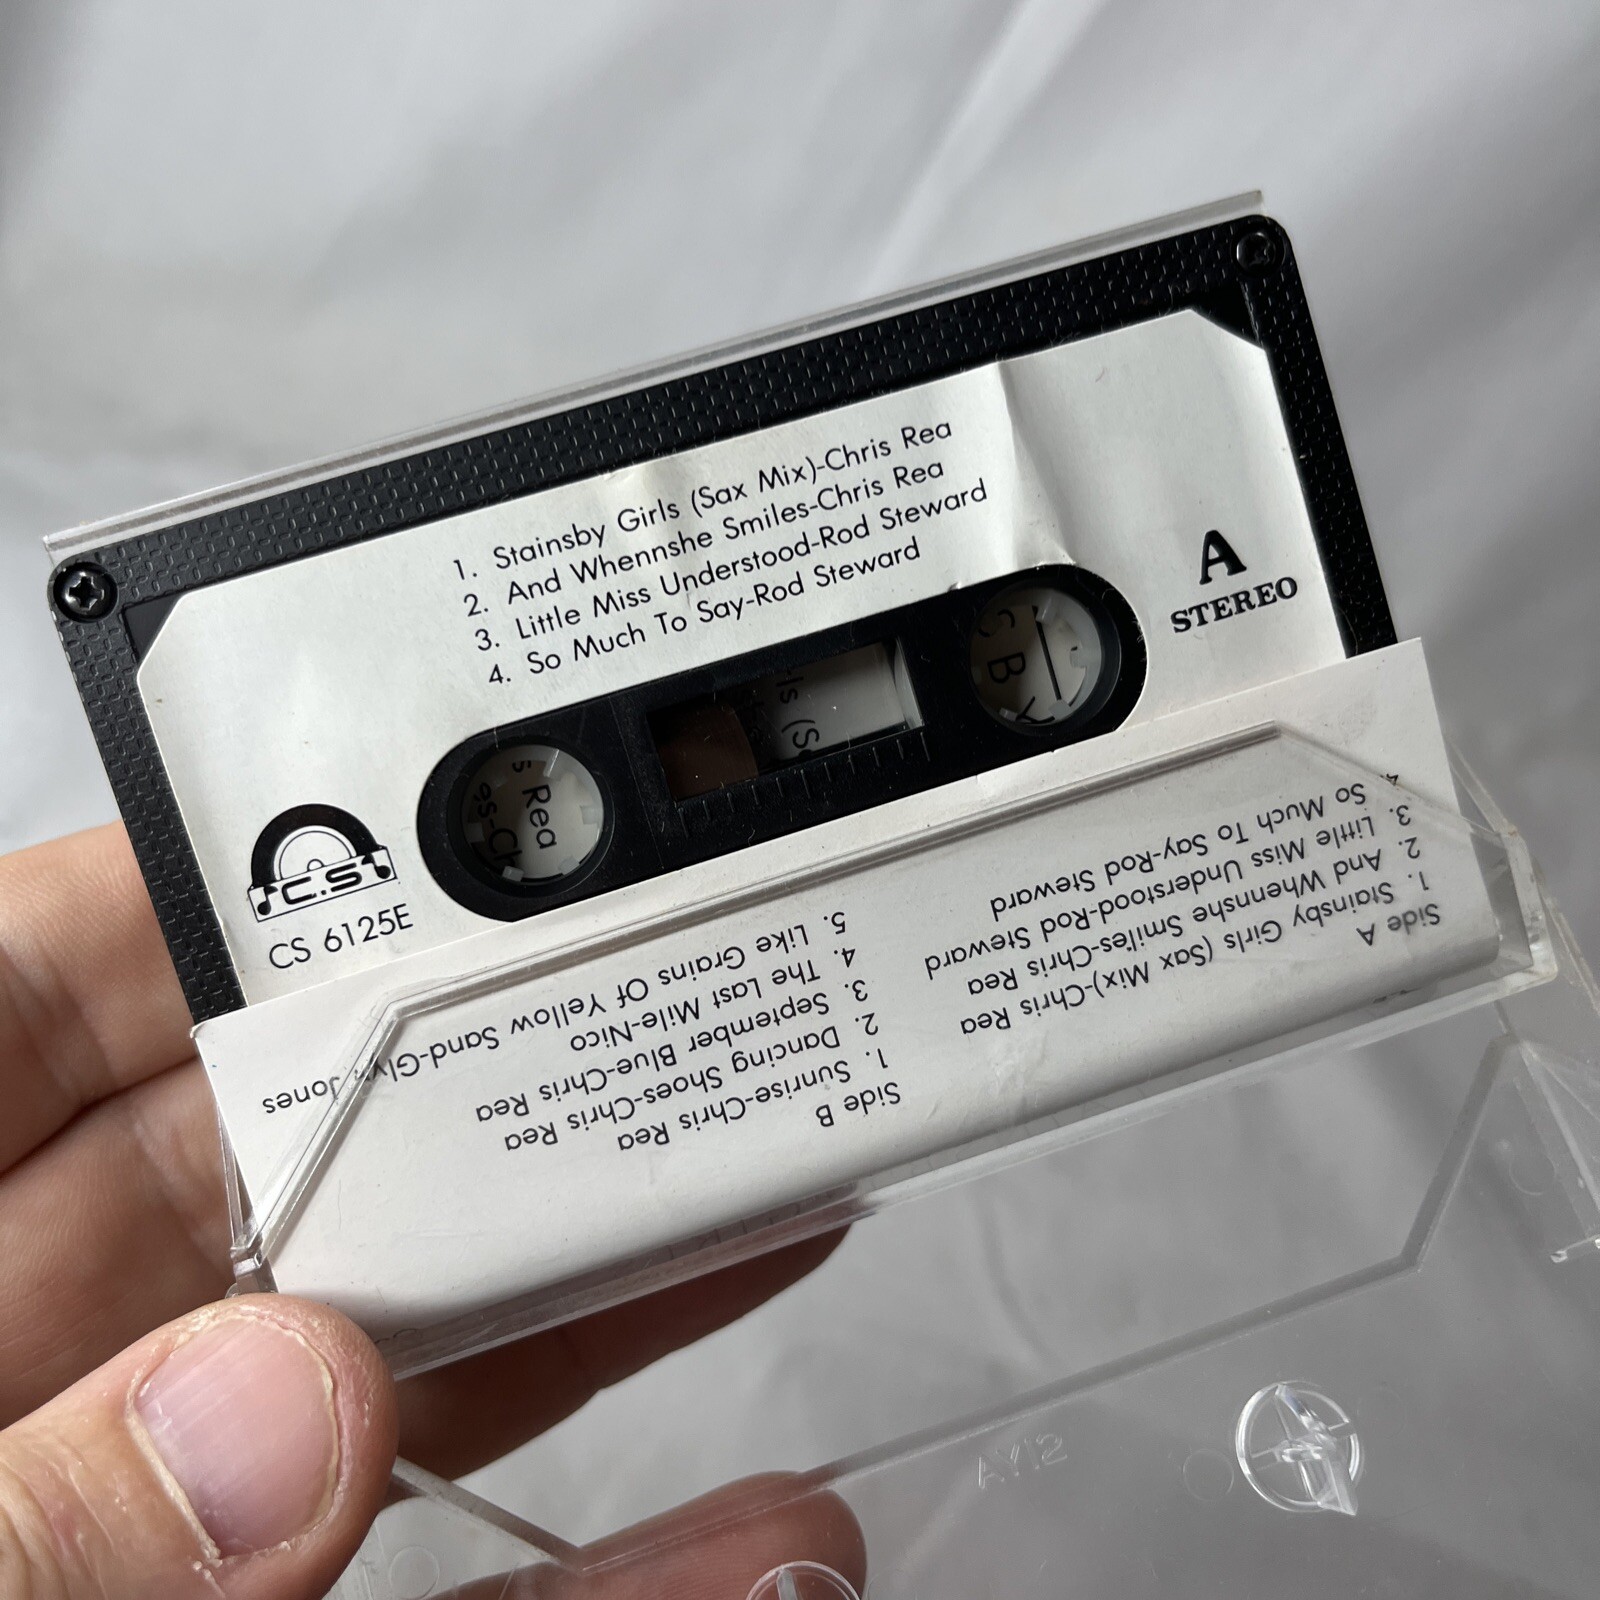 1. Stainsby Girls (Sax Mix)-Chris Rea
2. And Whennshe Smiles-Chris Rea
3. Little Miss Understood-Rod Steward
4. So Much To Say-Rod Steward
A
STEREO
C.S
CS 6125E
Side A
1. Stainsby Girls (Sax Mix)-Chris Rea
2. And Whennshe Smiles-Chris Rea
3. Little Miss Understood-Rod Steward
4. So Much To Say-Rod Steward
Side B
1. Sunrise-Chris Rea
2. Dancing Shoes-Chris Rea
3. September Blue-Chris Rea
4. The Last Mile-Nico
5. Like Grains Of Yellow Sand-Glyn Jones
AY12